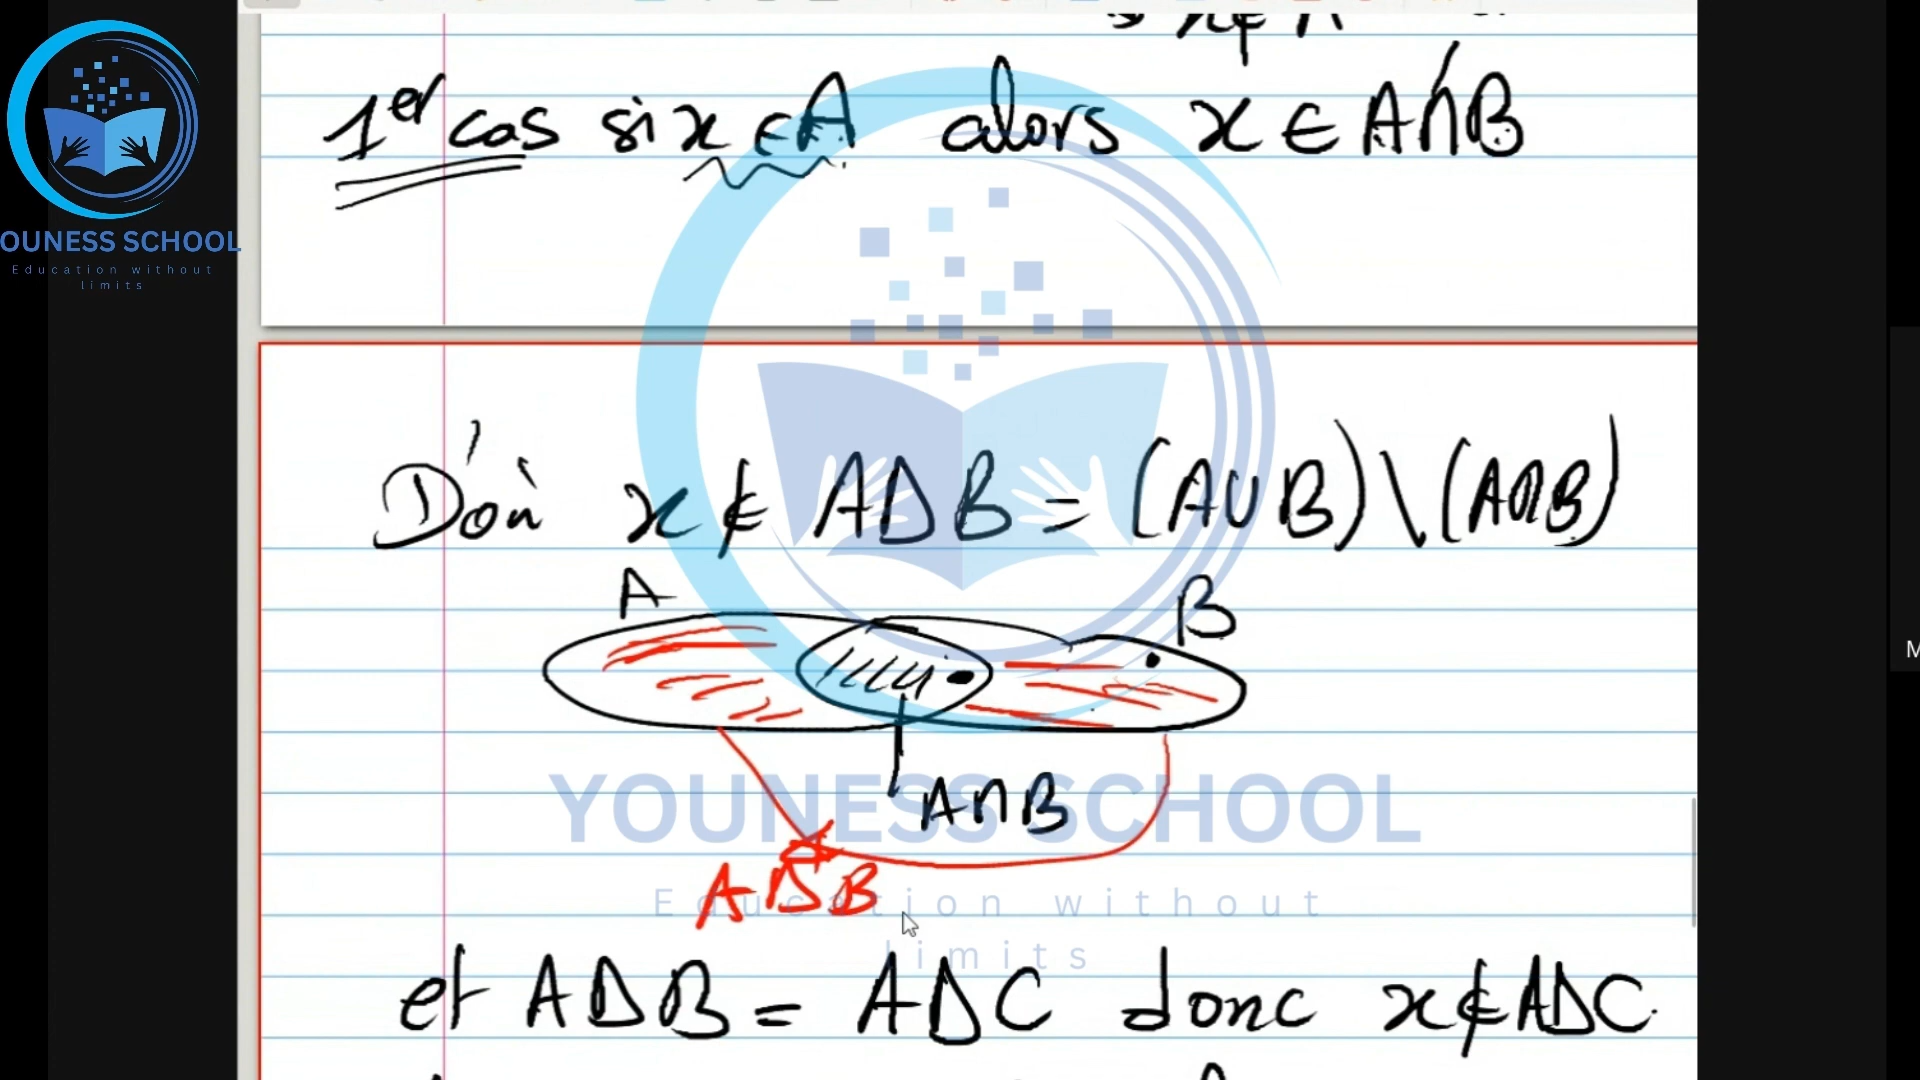 x ∉ A
1er cas si x ∈ A alors x ∈ A∩B
OUNESS SCHOOL
Education without
limits
D'où x ∉ AΔB = (A∪B)\(A∩B)
A
B
A∩B
YOUNESS SCHOOL
AΔB
Education without
limits
et AΔB = AΔC donc x ∉ AΔC
M